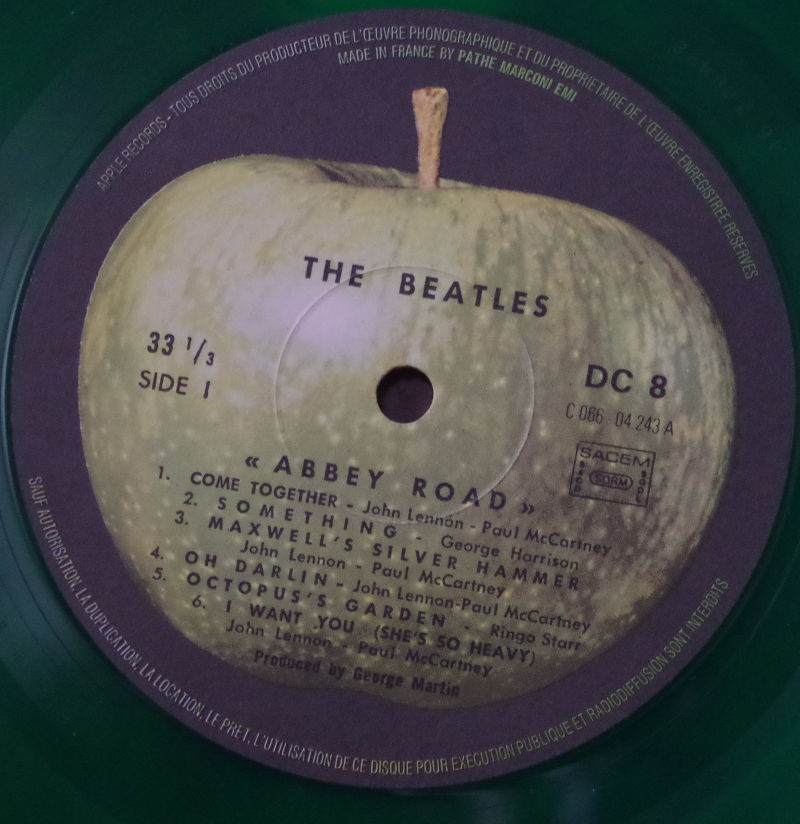 APPLE RECORDS - TOUS DROITS DU PRODUCTEUR DE L'ŒUVRE PHONOGRAPHIQUE ET DU PROPRIETAIRE DE L'ŒUVRE ENREGISTREE RESERVES
MADE IN FRANCE BY PATHE MARCONI EMI
THE BEATLES
33 1/3
SIDE 1
DC 8
C 066 04.243 A
SACEM
SACD
SDRM
SGDL
« ABBEY ROAD »
1. COME TOGETHER - John Lennon - Paul McCartney
2. SOMETHING - George Harrison
3. MAXWELL'S SILVER HAMMER
John Lennon - Paul McCartney
4. OH DARLIN - John Lennon-Paul McCartney
5. OCTOPUS'S GARDEN - Ringo Starr
6. I WANT YOU (SHE'S SO HEAVY)
John Lennon - Paul McCartney
Produced by George Martin
SAUF AUTORISATION, LA DUPLICATION, LA LOCATION, LE PRET, L'UTILISATION DE CE DISQUE POUR EXECUTION PUBLIQUE ET RADIODIFFUSION SONT INTERDITS